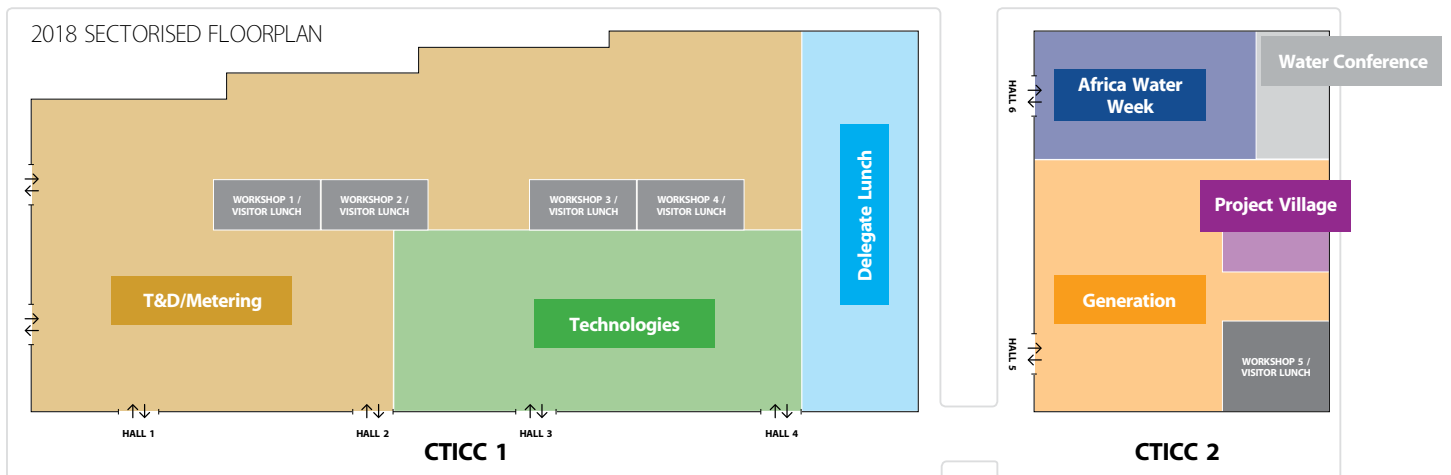 2018 SECTORISED FLOORPLAN
WORKSHOP 1 /
VISITOR LUNCH
WORKSHOP 2 /
VISITOR LUNCH
WORKSHOP 3 /
VISITOR LUNCH
WORKSHOP 4 /
VISITOR LUNCH
Delegate Lunch
T&D/Metering
Technologies
HALL 1
HALL 2
HALL 3
HALL 4
CTICC 1
HALL 6
Africa Water
Week
Water Conference
Project Village
Generation
HALL 5
WORKSHOP 5 /
VISITOR LUNCH
CTICC 2